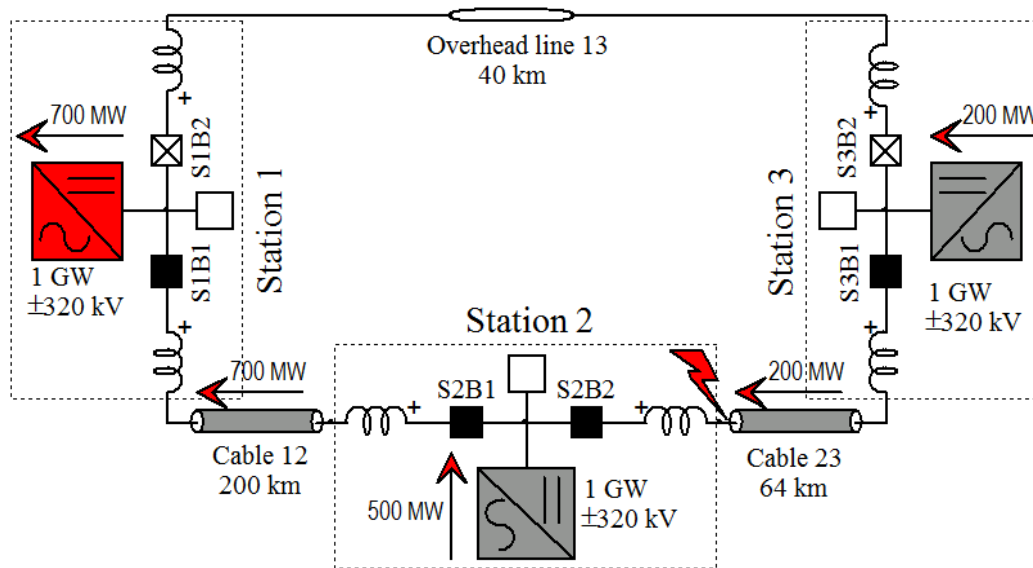 Overhead line 13
40 km
700 MW
S1B2
Station 1
1 GW
±320 kV
S1B1
200 MW
S3B2
Station 3
S3B1
1 GW
±320 kV
Station 2
700 MW
S2B1
S2B2
200 MW
Cable 12
200 km
Cable 23
64 km
500 MW
1 GW
±320 kV
+
+
+
+
+
+